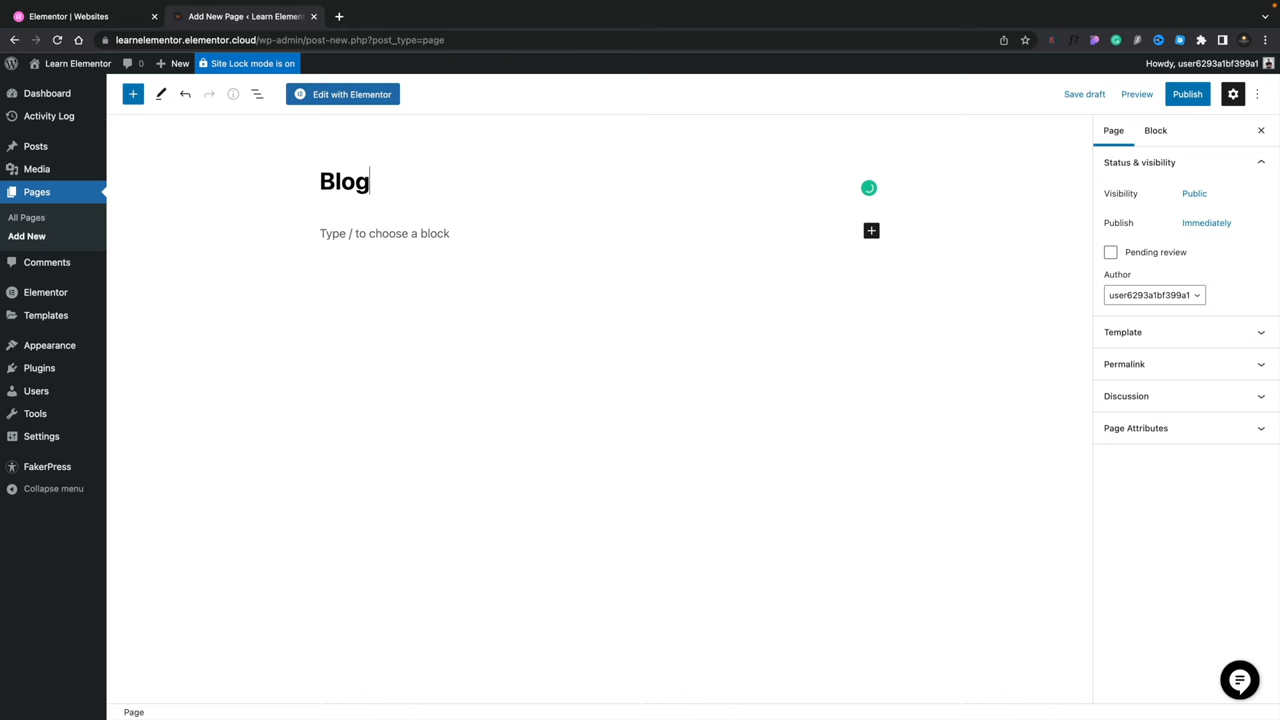 Elementor | Websites
Add New Page ‹ Learn Elemen
learnelementor.elementor.cloud/wp-admin/post-new.php?post_type=page
Learn Elementor
0
New
Site Lock mode is on
Howdy, user6293a1bf399a1
Dashboard
Activity Log
Posts
Media
Pages
All Pages
Add New
Comments
Elementor
Templates
Appearance
Plugins
Users
Tools
Settings
FakerPress
Collapse menu
Edit with Elementor
Save draft
Preview
Publish
Blog
Type / to choose a block
Page
Block
Status & visibility
Visibility
Public
Publish
Immediately
Pending review
Author
user6293a1bf399a1
Template
Permalink
Discussion
Page Attributes
Page